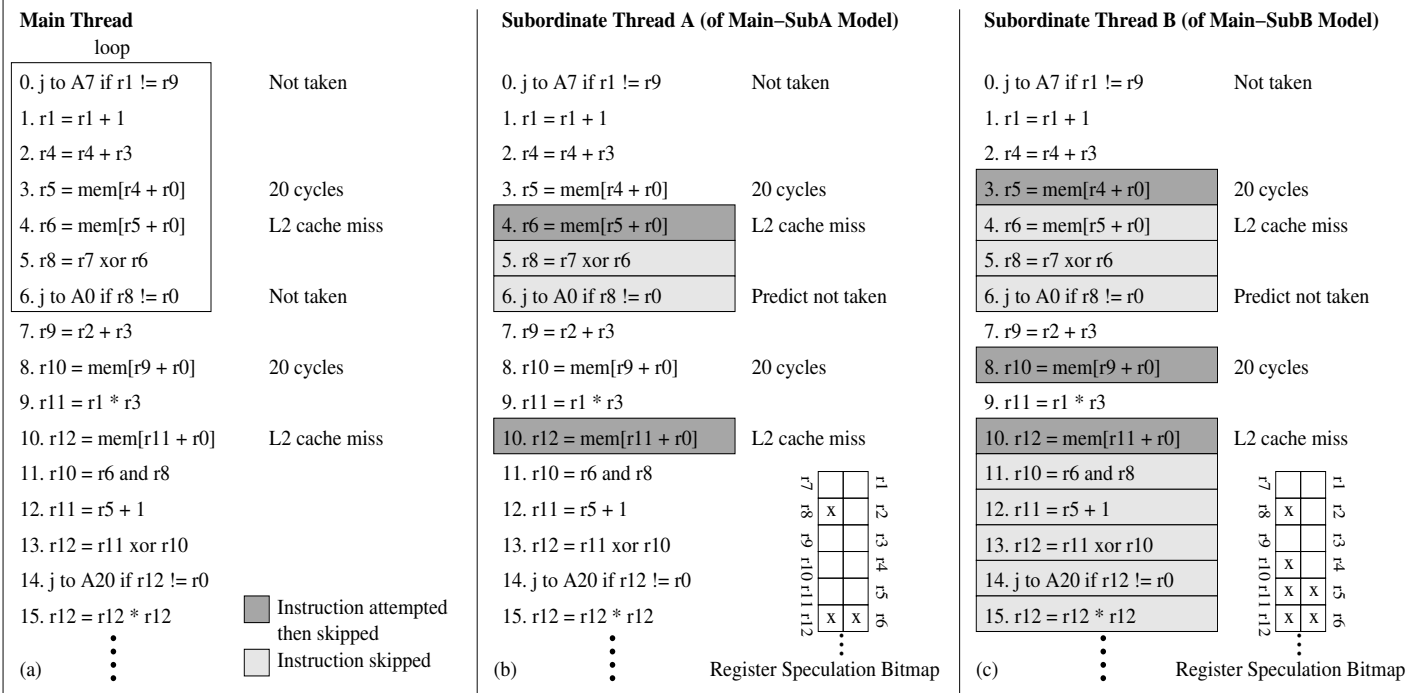 Main Thread
loop
0. j to A7 if r1 != r9 Not taken
1. r1 = r1 + 1
2. r4 = r4 + r3
3. r5 = mem[r4 + r0] 20 cycles
4. r6 = mem[r5 + r0] L2 cache miss
5. r8 = r7 xor r6
6. j to A0 if r8 != r0 Not taken
7. r9 = r2 + r3
8. r10 = mem[r9 + r0] 20 cycles
9. r11 = r1 * r3
10. r12 = mem[r11 + r0] L2 cache miss
11. r10 = r6 and r8
12. r11 = r5 + 1
13. r12 = r11 xor r10
14. j to A20 if r12 != r0
15. r12 = r12 * r12
Instruction attempted
then skipped
Instruction skipped
(a)
Subordinate Thread A (of Main−SubA Model)
0. j to A7 if r1 != r9 Not taken
1. r1 = r1 + 1
2. r4 = r4 + r3
3. r5 = mem[r4 + r0] 20 cycles
4. r6 = mem[r5 + r0] L2 cache miss
5. r8 = r7 xor r6
6. j to A0 if r8 != r0 Predict not taken
7. r9 = r2 + r3
8. r10 = mem[r9 + r0] 20 cycles
9. r11 = r1 * r3
10. r12 = mem[r11 + r0] L2 cache miss
11. r10 = r6 and r8
12. r11 = r5 + 1
13. r12 = r11 xor r10
14. j to A20 if r12 != r0
15. r12 = r12 * r12
r7 r1
r8 x r2
r9 r3
r10 r4
r11 r5
r12 x x r6
(b)
Register Speculation Bitmap
Subordinate Thread B (of Main−SubB Model)
0. j to A7 if r1 != r9 Not taken
1. r1 = r1 + 1
2. r4 = r4 + r3
3. r5 = mem[r4 + r0] 20 cycles
4. r6 = mem[r5 + r0] L2 cache miss
5. r8 = r7 xor r6
6. j to A0 if r8 != r0 Predict not taken
7. r9 = r2 + r3
8. r10 = mem[r9 + r0] 20 cycles
9. r11 = r1 * r3
10. r12 = mem[r11 + r0] L2 cache miss
11. r10 = r6 and r8
12. r11 = r5 + 1
13. r12 = r11 xor r10
14. j to A20 if r12 != r0
15. r12 = r12 * r12
r7 r1
r8 x r2
r9 r3
r10 x r4
r11 x x r5
r12 x x r6
(c)
Register Speculation Bitmap